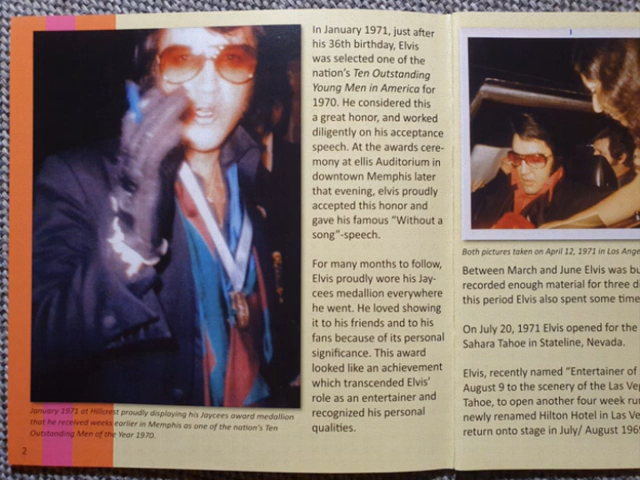 In January 1971, just after
his 36th birthday, Elvis
was selected one of the
nation's Ten Outstanding
Young Men in America for
1970. He considered this
a great honor, and worked
diligently on his acceptance
speech. At the awards cere-
mony at ellis Auditorium in
downtown Memphis later
that evening, elvis proudly
accepted this honor and
gave his famous "Without a
song"-speech.
For many months to follow,
Elvis proudly wore his Jay-
cees medallion everywhere
he went. He loved showing
it to his friends and to his
fans because of its personal
significance. This award
looked like an achievement
which transcended Elvis'
role as an entertainer and
recognized his personal
qualities.
January 1971 at Hillcrest proudly displaying his Jaycees award medallion
that he received weeks earlier in Memphis as one of the nation's Ten
Outstanding Men of the Year 1970.
2
Both pictures taken on April 12, 1971 in Los Ange
Between March and June Elvis was bu
recorded enough material for three
this period Elvis also spent some time
On July 20, 1971 Elvis opened for the
Sahara Tahoe in Stateline, Nevada.
Elvis, recently named "Entertainer of
August 9 to the scenery of the Las Ve
Tahoe, to open another four week ru
newly renamed Hilton Hotel in Las Ve
return onto stage in July/ August 1969